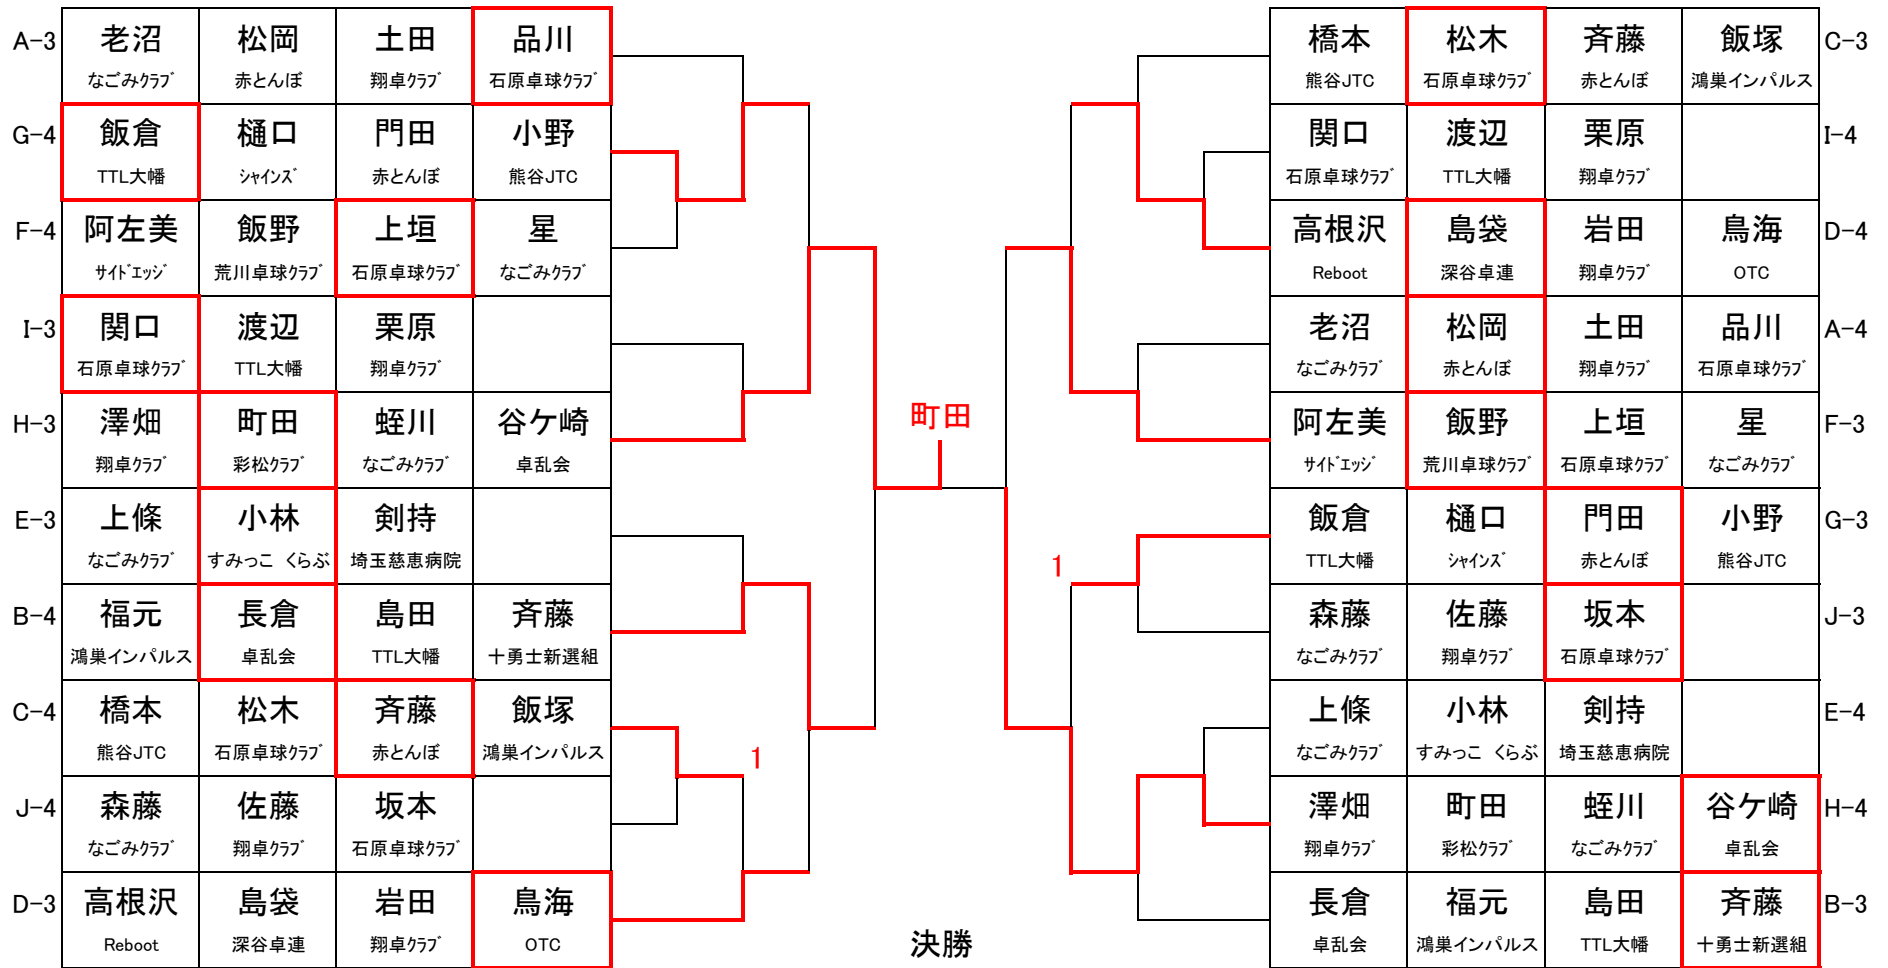 A-3 老沼 松岡 土田 品川
なごみｸﾗﾌﾞ 赤とんぼ 翔卓ｸﾗﾌﾞ 石原卓球ｸﾗﾌﾞ
G-4 飯倉 樋口 門田 小野
TTL大幡 ｼｬｲﾝｽﾞ 赤とんぼ 熊谷JTC
F-4 阿左美 飯野 上垣 星
ｻｲﾄﾞｴｯｼﾞ 荒川卓球ｸﾗﾌﾞ 石原卓球ｸﾗﾌﾞ なごみｸﾗﾌﾞ
I-3 関口 渡辺 栗原
石原卓球ｸﾗﾌﾞ TTL大幡 翔卓ｸﾗﾌﾞ
H-3 澤畑 町田 蛭川 谷ケ崎
翔卓ｸﾗﾌﾞ 彩松ｸﾗﾌﾞ なごみｸﾗﾌﾞ 卓乱会
E-3 上條 小林 剣持
なごみｸﾗﾌﾞ すみっこ くらぶ 埼玉慈恵病院
B-4 福元 長倉 島田 斉藤
鴻巣インパルス 卓乱会 TTL大幡 十勇士新選組
C-4 橋本 松木 斉藤 飯塚
熊谷JTC 石原卓球ｸﾗﾌﾞ 赤とんぼ 鴻巣インパルス
J-4 森藤 佐藤 坂本
なごみｸﾗﾌﾞ 翔卓ｸﾗﾌﾞ 石原卓球ｸﾗﾌﾞ
D-3 高根沢 島袋 岩田 鳥海
Reboot 深谷卓連 翔卓ｸﾗﾌﾞ OTC
1
町田
決勝
1
橋本 松木 斉藤 飯塚 C-3
熊谷JTC 石原卓球ｸﾗﾌﾞ 赤とんぼ 鴻巣インパルス
関口 渡辺 栗原 I-4
石原卓球ｸﾗﾌﾞ TTL大幡 翔卓ｸﾗﾌﾞ
高根沢 島袋 岩田 鳥海 D-4
Reboot 深谷卓連 翔卓ｸﾗﾌﾞ OTC
老沼 松岡 土田 品川 A-4
なごみｸﾗﾌﾞ 赤とんぼ 翔卓ｸﾗﾌﾞ 石原卓球ｸﾗﾌﾞ
阿左美 飯野 上垣 星 F-3
ｻｲﾄﾞｴｯｼﾞ 荒川卓球ｸﾗﾌﾞ 石原卓球ｸﾗﾌﾞ なごみｸﾗﾌﾞ
飯倉 樋口 門田 小野 G-3
TTL大幡 ｼｬｲﾝｽﾞ 赤とんぼ 熊谷JTC
森藤 佐藤 坂本 J-3
なごみｸﾗﾌﾞ 翔卓ｸﾗﾌﾞ 石原卓球ｸﾗﾌﾞ
上條 小林 剣持 E-4
なごみｸﾗﾌﾞ すみっこ くらぶ 埼玉慈恵病院
澤畑 町田 蛭川 谷ケ崎 H-4
翔卓ｸﾗﾌﾞ 彩松ｸﾗﾌﾞ なごみｸﾗﾌﾞ 卓乱会
長倉 福元 島田 斉藤 B-3
卓乱会 鴻巣インパルス TTL大幡 十勇士新選組